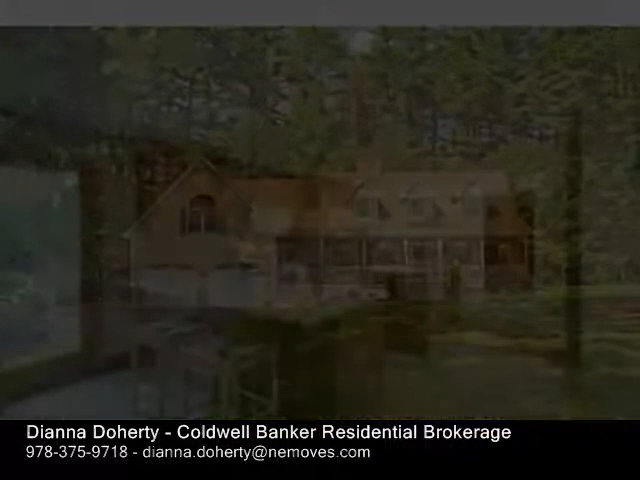 Dianna Doherty - Coldwell Banker Residential Brokerage
978-375-9718 - dianna.doherty@nemoves.com